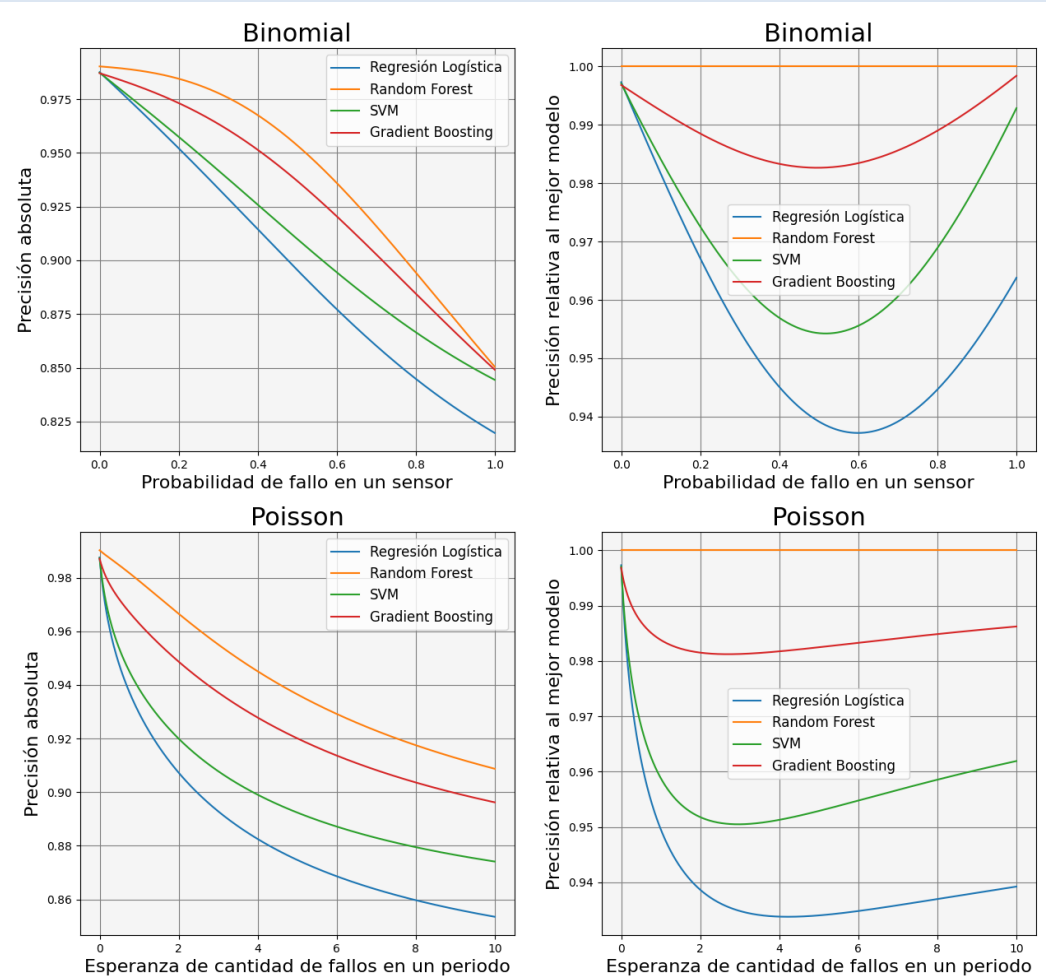 Binomial
Precisión absoluta
0.975
0.950
0.925
0.900
0.875
0.850
0.825
Regresión Logística
Random Forest
SVM
Gradient Boosting
0.0 0.2 0.4 0.6 0.8 1.0
Probabilidad de fallo en un sensor
Binomial
Precisión relativa al mejor modelo
1.00
0.99
0.98
0.97
0.96
0.95
0.94
Regresión Logística
Random Forest
SVM
Gradient Boosting
0.0 0.2 0.4 0.6 0.8 1.0
Probabilidad de fallo en un sensor
Poisson
Precisión absoluta
0.98
0.96
0.94
0.92
0.90
0.88
0.86
Regresión Logística
Random Forest
SVM
Gradient Boosting
0 2 4 6 8 10
Esperanza de cantidad de fallos en un periodo
Poisson
Precisión relativa al mejor modelo
1.00
0.99
0.98
0.97
0.96
0.95
0.94
Regresión Logística
Random Forest
SVM
Gradient Boosting
0 2 4 6 8 10
Esperanza de cantidad de fallos en un periodo